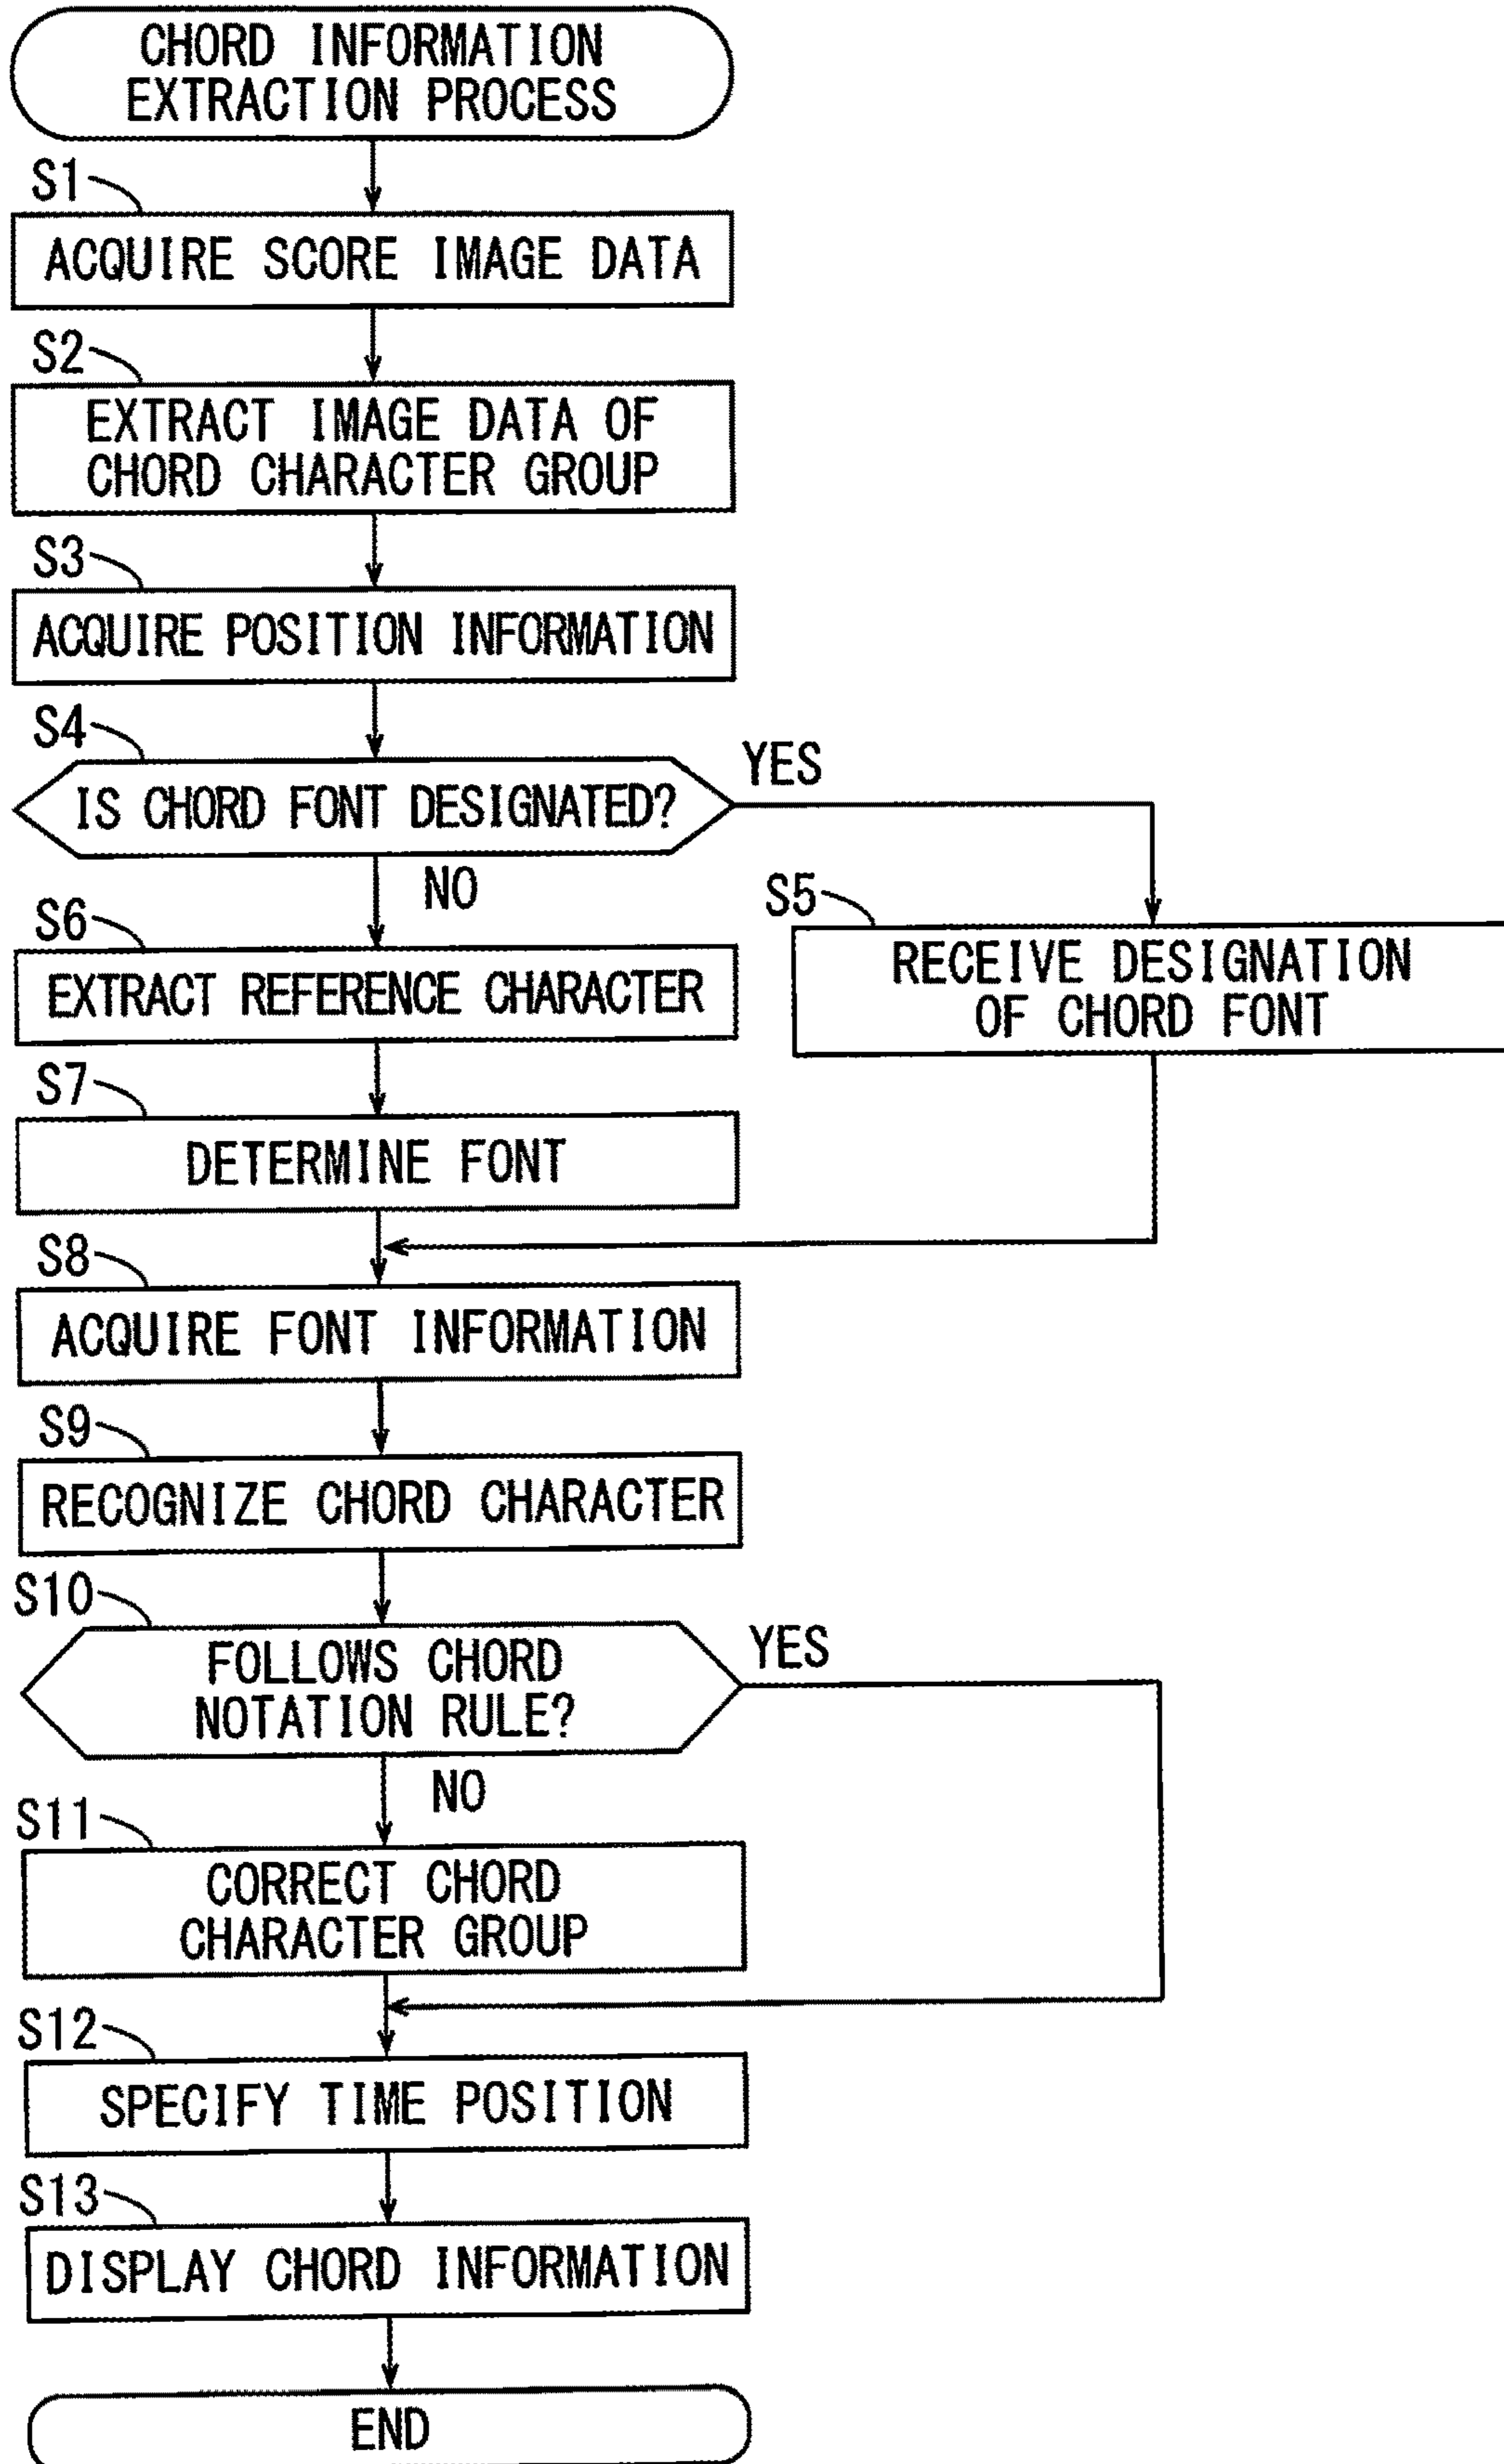 CHORD INFORMATION
EXTRACTION PROCESS
S1
ACQUIRE SCORE IMAGE DATA
S2
EXTRACT IMAGE DATA OF
CHORD CHARACTER GROUP
S3
ACQUIRE POSITION INFORMATION
S4
IS CHORD FONT DESIGNATED?
YES
NO
S5
RECEIVE DESIGNATION
OF CHORD FONT
S6
EXTRACT REFERENCE CHARACTER
S7
DETERMINE FONT
S8
ACQUIRE FONT INFORMATION
S9
RECOGNIZE CHORD CHARACTER
S10
FOLLOWS CHORD
NOTATION RULE?
YES
NO
S11
CORRECT CHORD
CHARACTER GROUP
S12
SPECIFY TIME POSITION
S13
DISPLAY CHORD INFORMATION
END